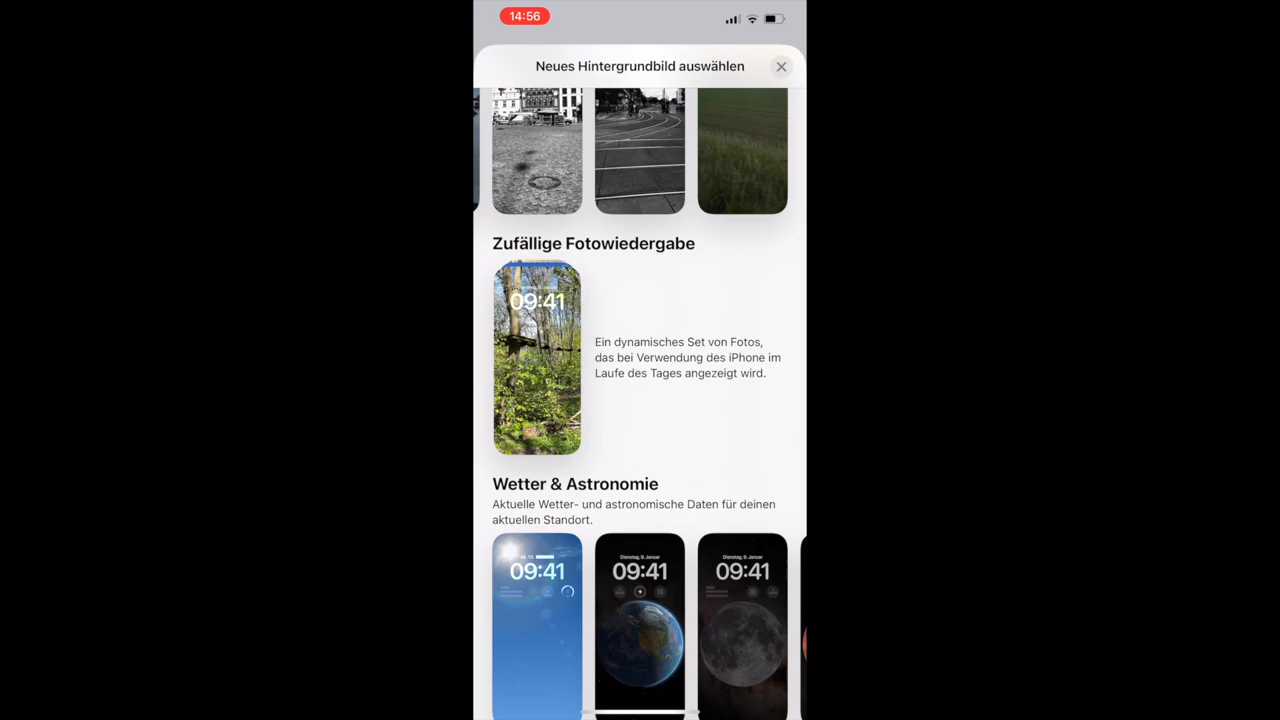 14:56
Neues Hintergrundbild auswählen
Zufällige Fotowiedergabe
09:41
Ein dynamisches Set von Fotos,
das bei Verwendung des iPhone im
Laufe des Tages angezeigt wird.
Wetter & Astronomie
Aktuelle Wetter- und astronomische Daten für deinen
aktuellen Standort.
09:41
Dienstag, 9. Januar
09:41
Dienstag, 9. Januar
09:41